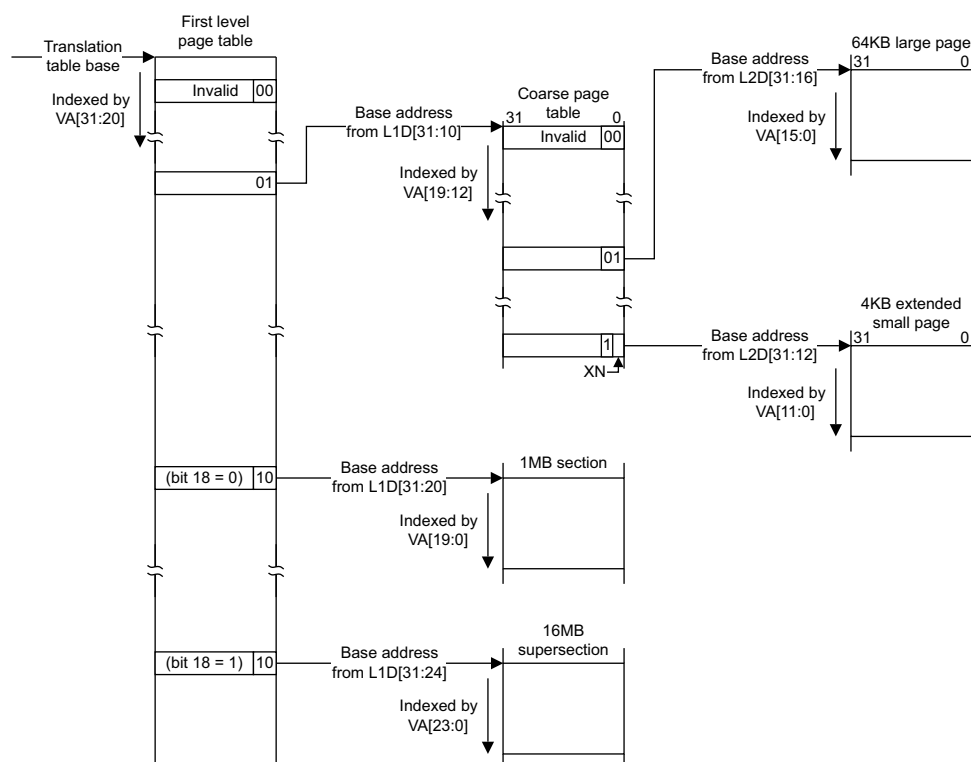 First level
page table
Translation
table base
Invalid 00
Indexed by
VA[31:20]
01
Base address
from L1D[31:10]
Coarse page
table
31 0
Invalid 00
Indexed by
VA[19:12]
01
1
XN
Base address
from L2D[31:16]
64KB large page
31 0
Indexed by
VA[15:0]
Base address
from L2D[31:12]
4KB extended
small page
31 0
Indexed by
VA[11:0]
(bit 18 = 0) 10
Base address
from L1D[31:20]
1MB section
Indexed by
VA[19:0]
(bit 18 = 1) 10
Base address
from L1D[31:24]
16MB
supersection
Indexed by
VA[23:0]